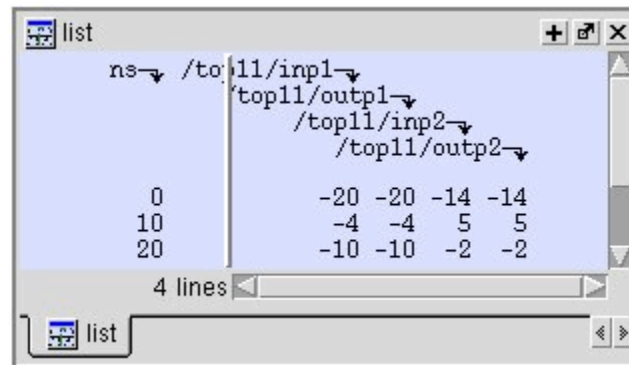 list
ns /top11/inp1
/top11/outp1
/top11/inp2
/top11/outp2
0 -20 -20 -14 -14
10 -4 -4 5 5
20 -10 -10 -2 -2
4 lines
list